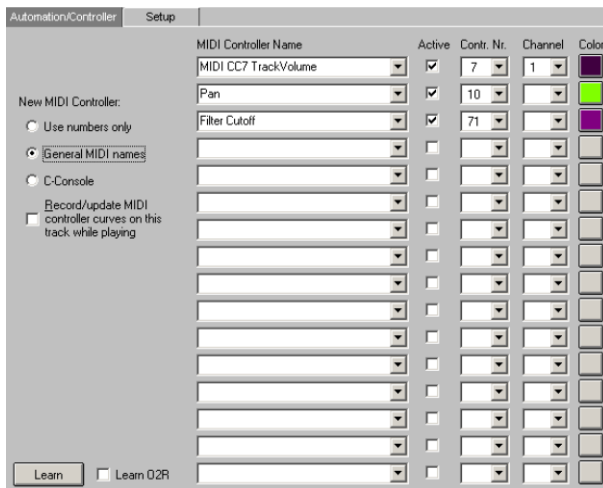 Automation/Controller Setup
MIDI Controller Name Active Contr. Nr. Channel Color
MIDI CC7 TrackVolume 7 1
Pan 10
Filter Cutoff 71
New MIDI Controller:
Use numbers only
General MIDI names
C-Console
Record/update MIDI
controller curves on this
track while playing
Learn Learn 02R